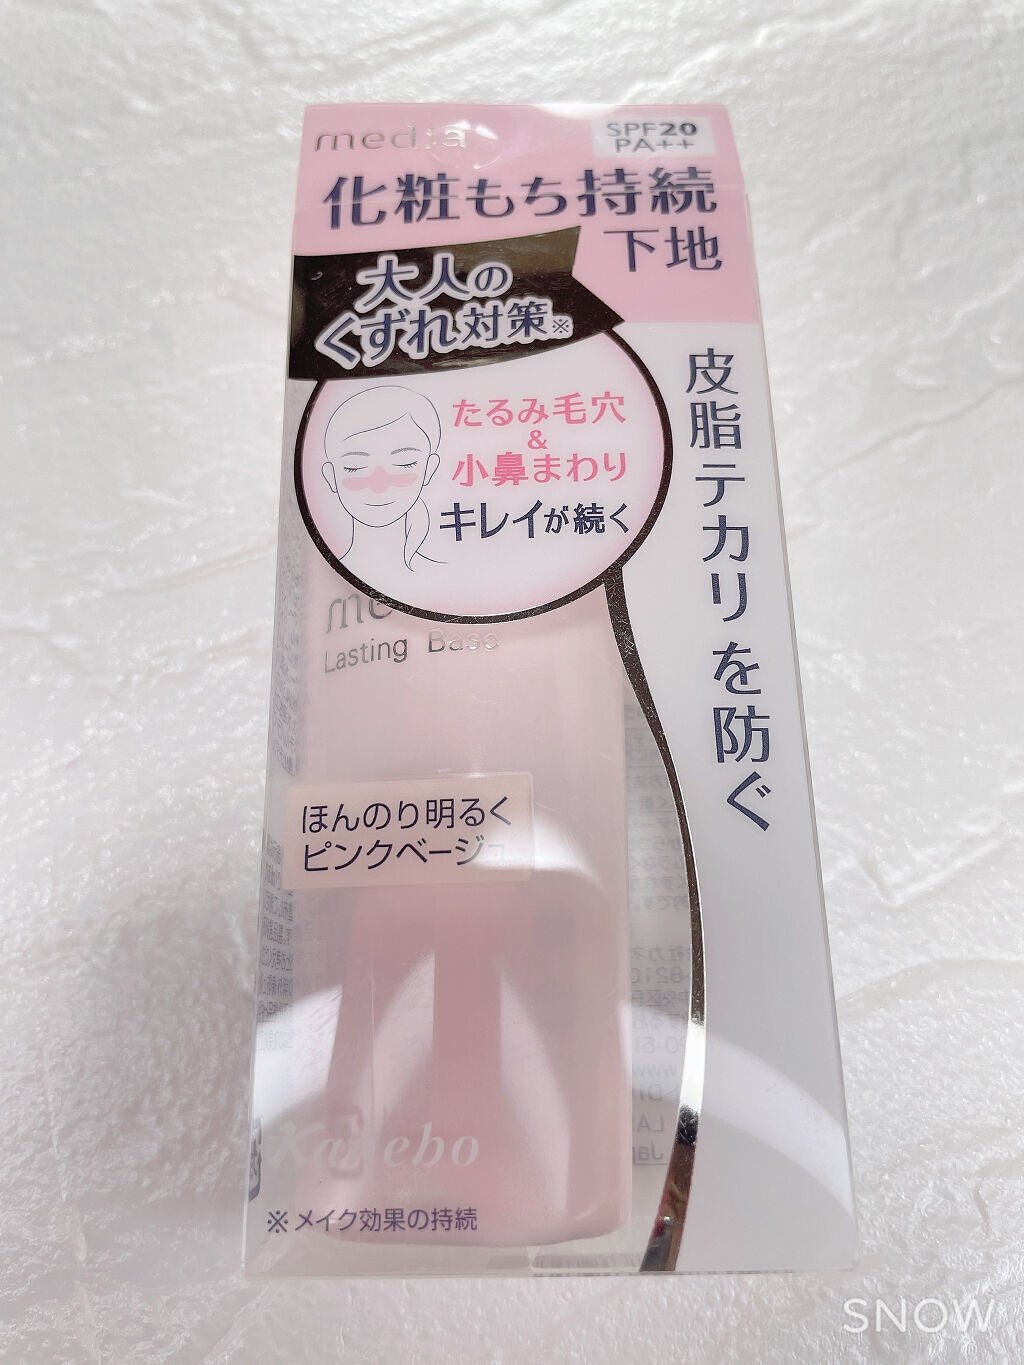 media
SPF20
PA++
化粧もち持続
下地
大人の
くずれ対策※
たるみ毛穴
&
小鼻まわり
キレイが続く
皮脂テカリを防ぐ
Lasting Base
ほんのり明るく
ピンクベージュ
Kanebo
※メイク効果の持続
SNOW